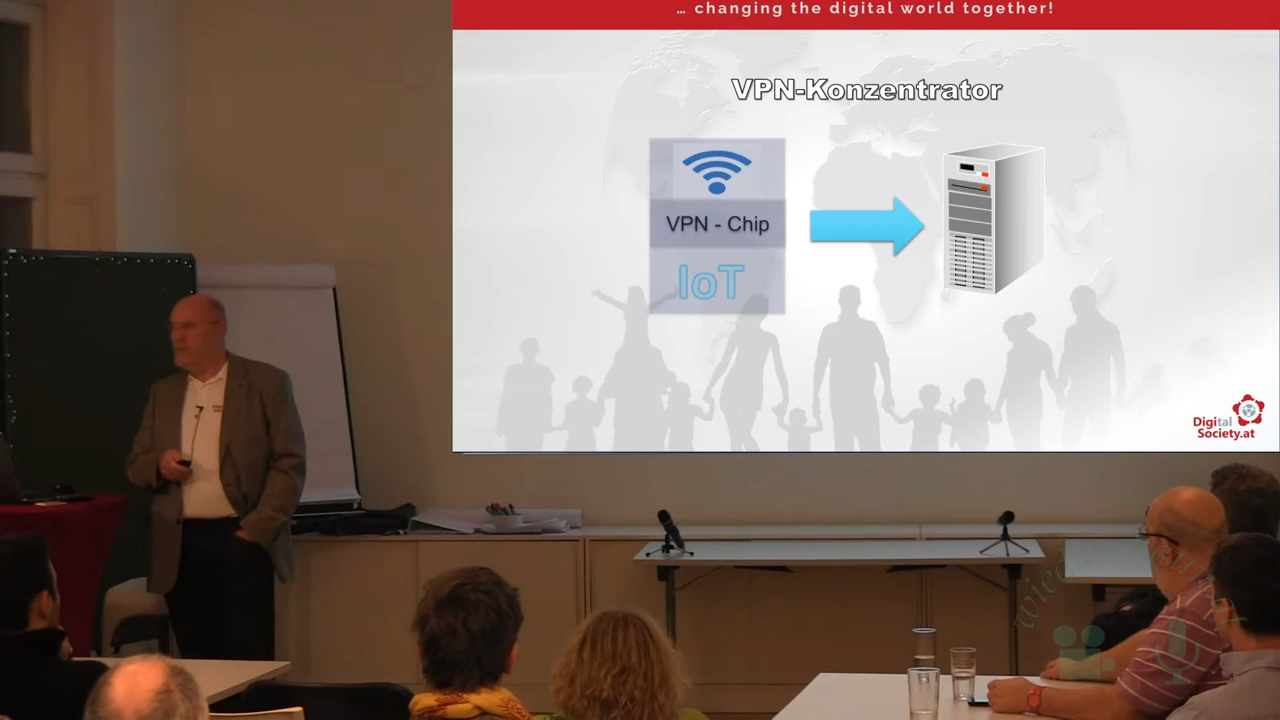 … changing the digital world together!
VPN-Konzentrator
VPN - Chip
IoT
Digital
Society.at